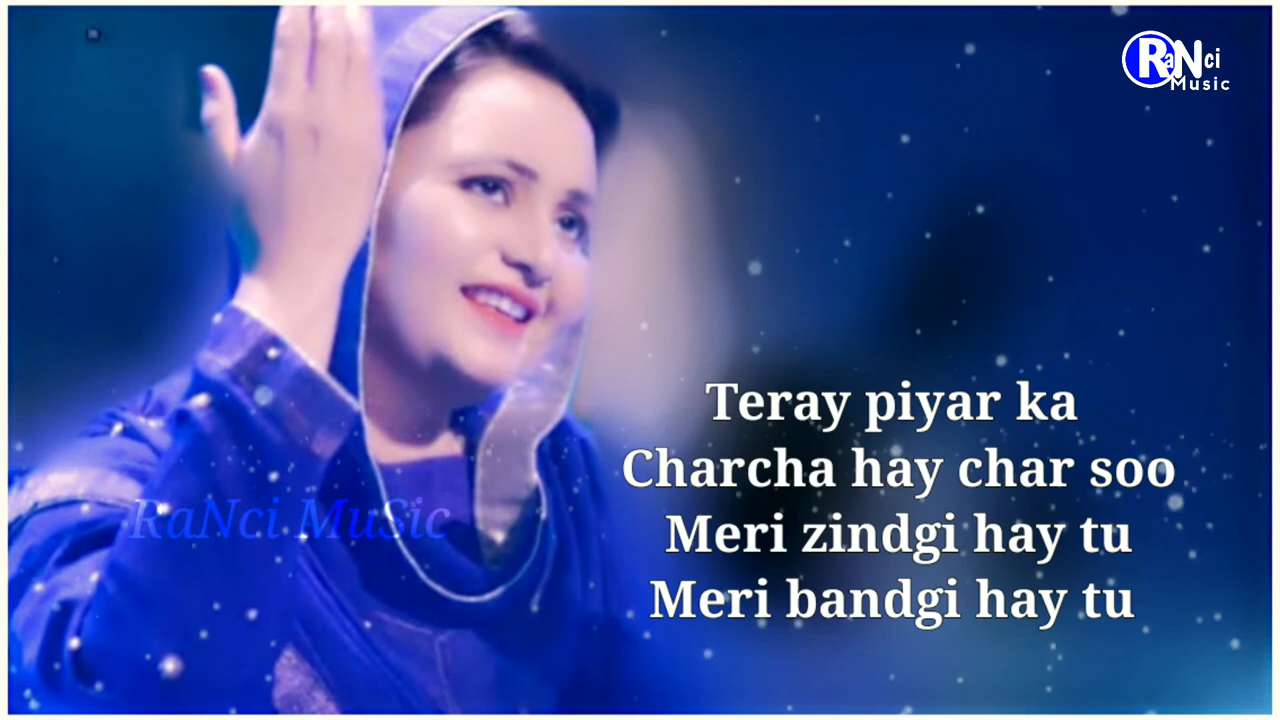 RaNci
Music
Teray piyar ka
Charcha hay char soo
Meri zindgi hay tu
Meri bandgi hay tu
RaNci MuSic